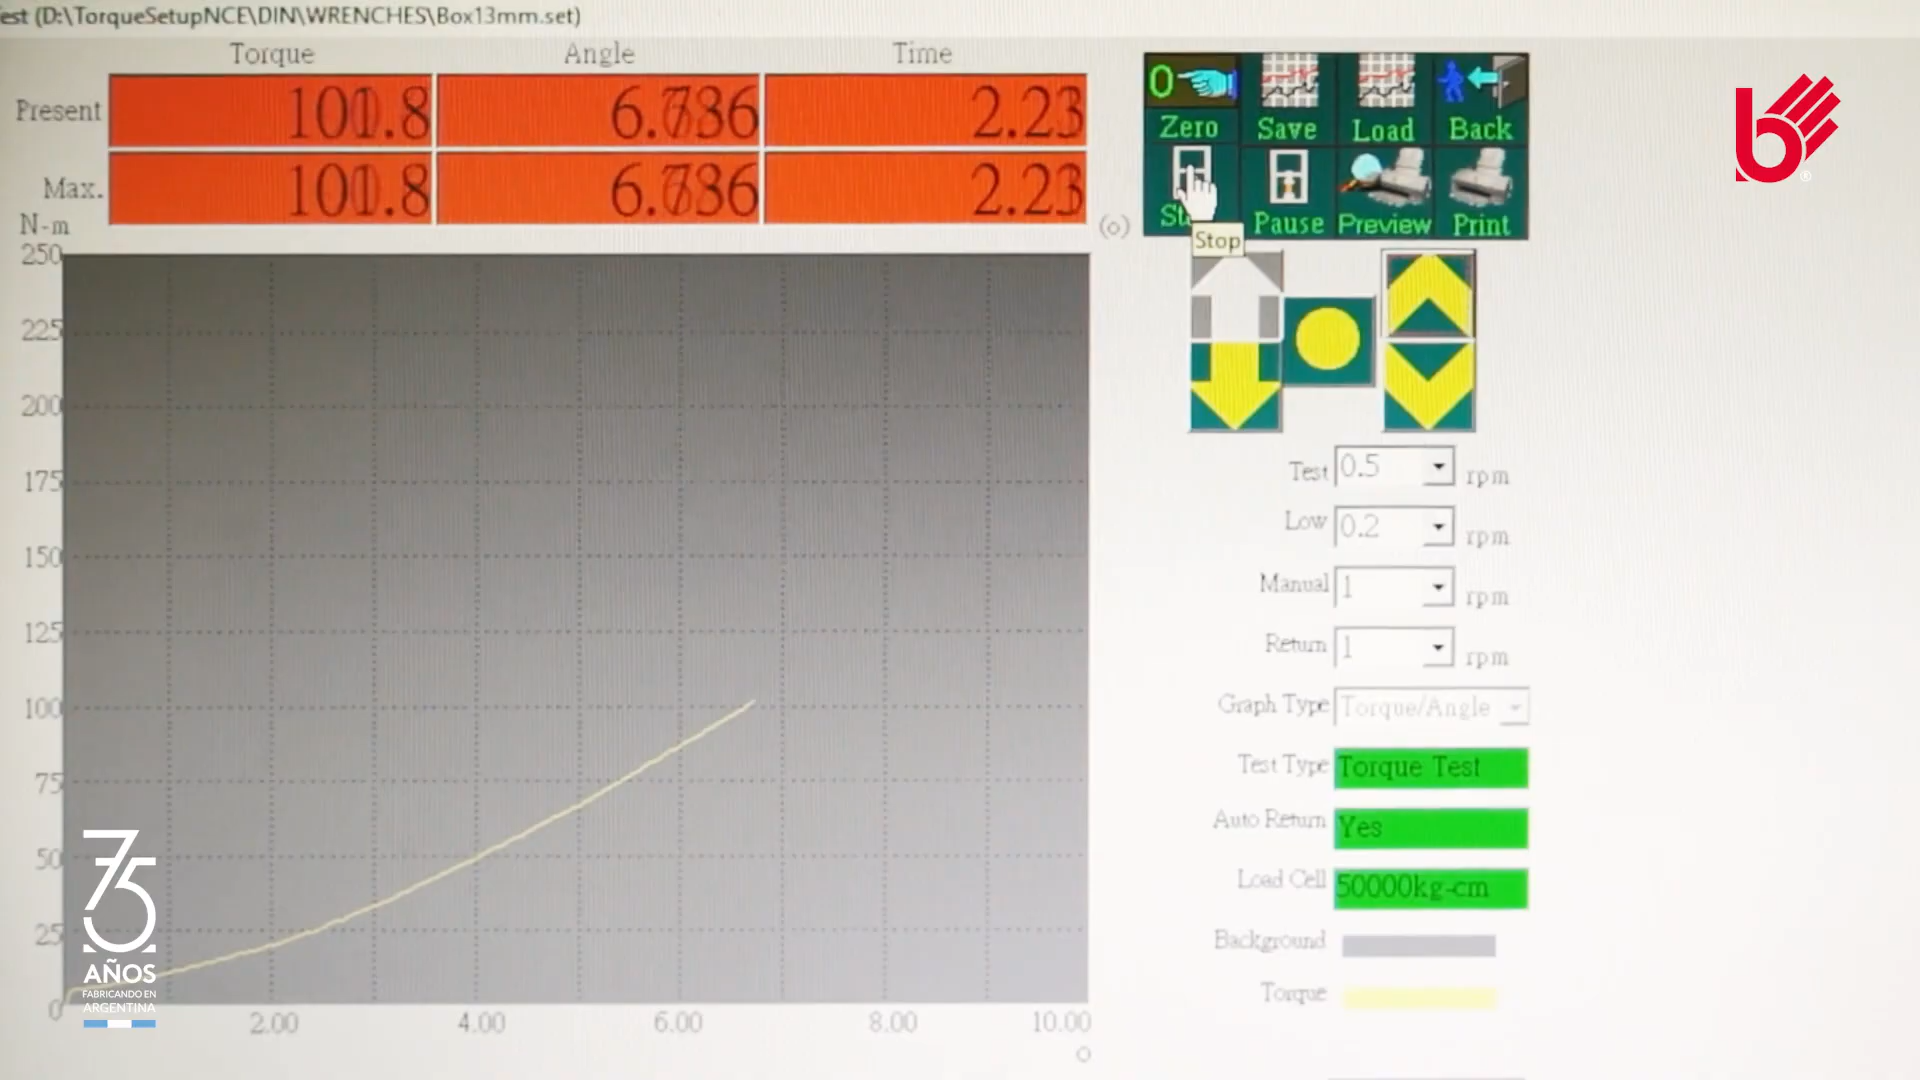 est (D:\TorqueSetupNCE\DIN\WRENCHES\Box13mm.set)
Torque Angle Time
Present
Max.
N-m
(o)
Zero Save Load Back
Pause Preview Print
Stop
250
225
200
175
150
125
100
75
50
25
0
2.00 4.00 6.00 8.00 10.00
o
Test 0.5 rpm
Low 0.2 rpm
Manual 1 rpm
Return 1 rpm
Graph Type Torque/Angle
Test Type Torque Test
Auto Return Yes
Load Cell 50000kg-cm
Background
Torque
b®
75
AÑOS
FABRICANDO EN
ARGENTINA